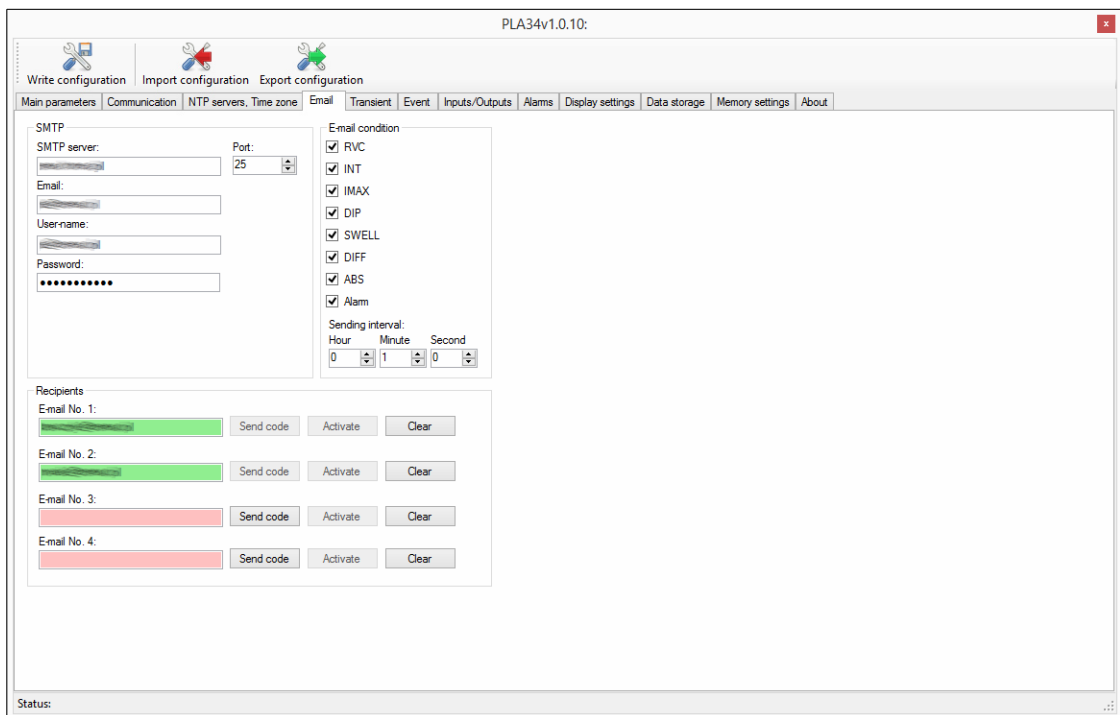 PLA34v1.0.10:
x
Write configuration Import configuration Export configuration
Main parameters Communication NTP servers, Time zone Email Transient Event Inputs/Outputs Alarms Display settings Data storage Memory settings About
SMTP
SMTP server:
Port:
25
Email:
User-name:
Password:
•••••••••••
E-mail condition
RVC
INT
IMAX
DIP
SWELL
DIFF
ABS
Alarm
Sending interval:
Hour Minute Second
0 1 0
Recipients
E-mail No. 1:
Send code Activate Clear
E-mail No. 2:
Send code Activate Clear
E-mail No. 3:
Send code Activate Clear
E-mail No. 4:
Send code Activate Clear
Status: